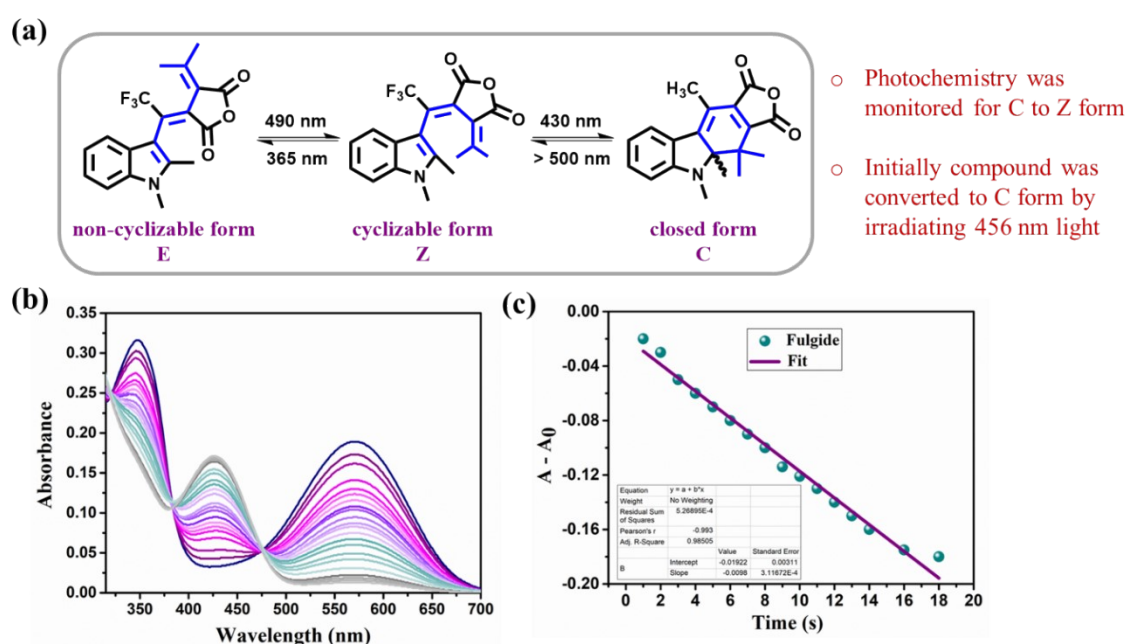 (a)
F₃C
O
O
O
N
non-cyclizable form
E
490 nm
365 nm
F₃C
O
O
O
N
cyclizable form
Z
430 nm
> 500 nm
H₃C
O
O
O
N
closed form
C
○ Photochemistry was
monitored for C to Z form
○ Initially compound was
converted to C form by
irradiating 456 nm light
(b)
0.35
0.30
0.25
0.20
0.15
0.10
0.05
0.00
Absorbance
350 400 450 500 550 600 650 700
Wavelength (nm)
(c)
0.00
-0.04
-0.08
-0.12
-0.16
-0.20
A - A₀
Fulgide
Fit
Equation y = a + b*x
Weight No Weighting
Residual Sum of Squares 5.26895E-4
Pearson's r -0.993
Adj. R-Square 0.98505
Value Standard Error
B Intercept -0.01922 0.00311
Slope -0.0098 3.11672E-4
0 2 4 6 8 10 12 14 16 18 20
Time (s)